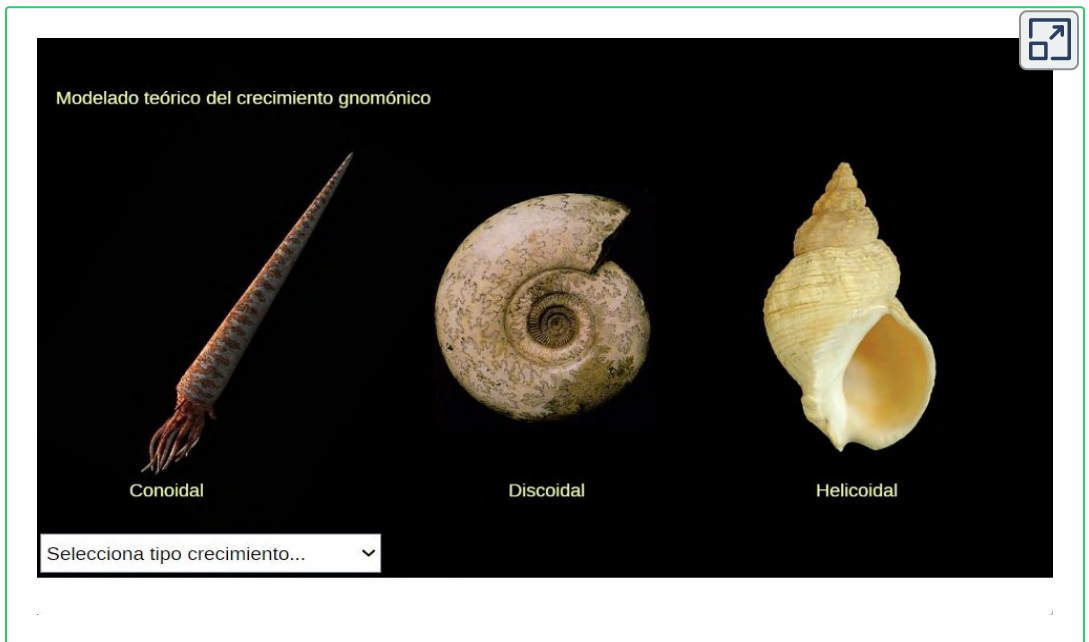 Modelado teórico del crecimiento gnomónico
Conoidal
Discoidal
Helicoidal
Selecciona tipo crecimiento...